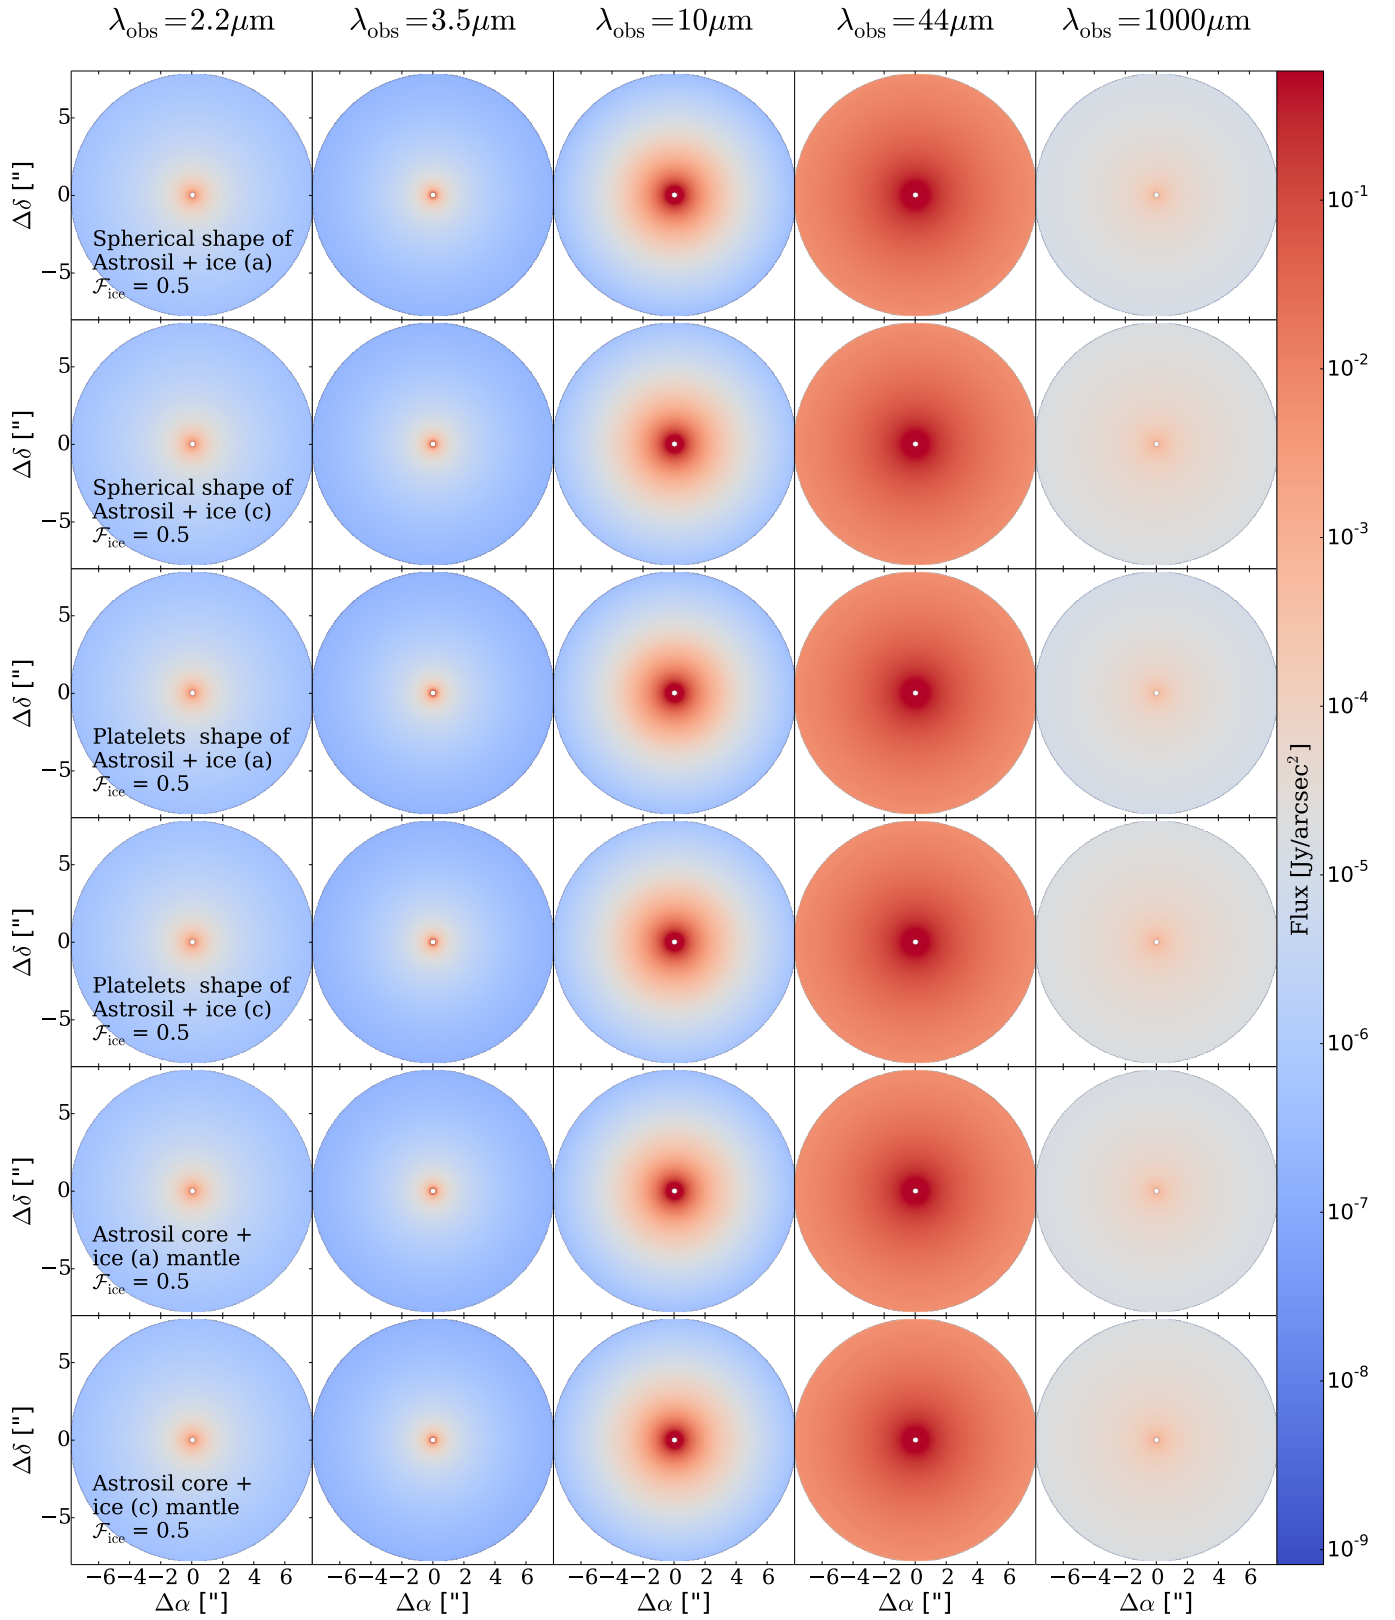 λobs=2.2μm λobs=3.5μm λobs=10μm λobs=44μm λobs=1000μm
5
0
−5
Δδ ["]
Spherical shape of
Astrosil + ice (a)
ℱice = 0.5
5
0
−5
Δδ ["]
Spherical shape of
Astrosil + ice (c)
ℱice = 0.5
5
0
−5
Δδ ["]
Platelets shape of
Astrosil + ice (a)
ℱice = 0.5
5
0
−5
Δδ ["]
Platelets shape of
Astrosil + ice (c)
ℱice = 0.5
5
0
−5
Δδ ["]
Astrosil core +
ice (a) mantle
ℱice = 0.5
5
0
−5
Δδ ["]
Astrosil core +
ice (c) mantle
ℱice = 0.5
−6−4−2 0 2 4 6 −6−4−2 0 2 4 6 −6−4−2 0 2 4 6 −6−4−2 0 2 4 6 −6−4−2 0 2 4 6
Δα ["] Δα ["] Δα ["] Δα ["] Δα ["]
10⁻¹
10⁻²
10⁻³
10⁻⁴
10⁻⁵
10⁻⁶
10⁻⁷
10⁻⁸
10⁻⁹
Flux [Jy/arcsec²]